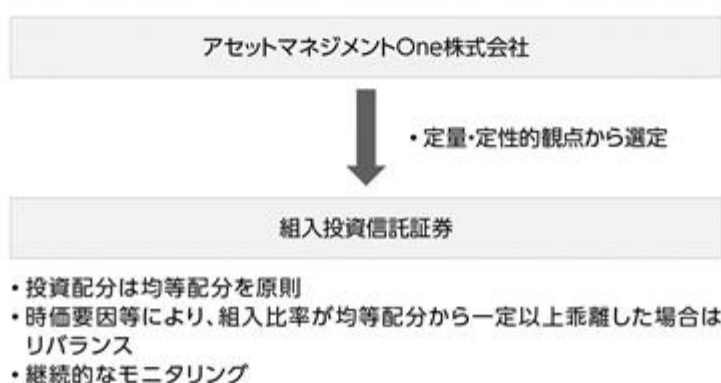 アセットマネジメントOne株式会社
・定量・定性的観点から選定
組入投資信託証券
・投資配分は均等配分を原則
・時価要因等により、組入比率が均等配分から一定以上乖離した場合は
リバランス
・継続的なモニタリング